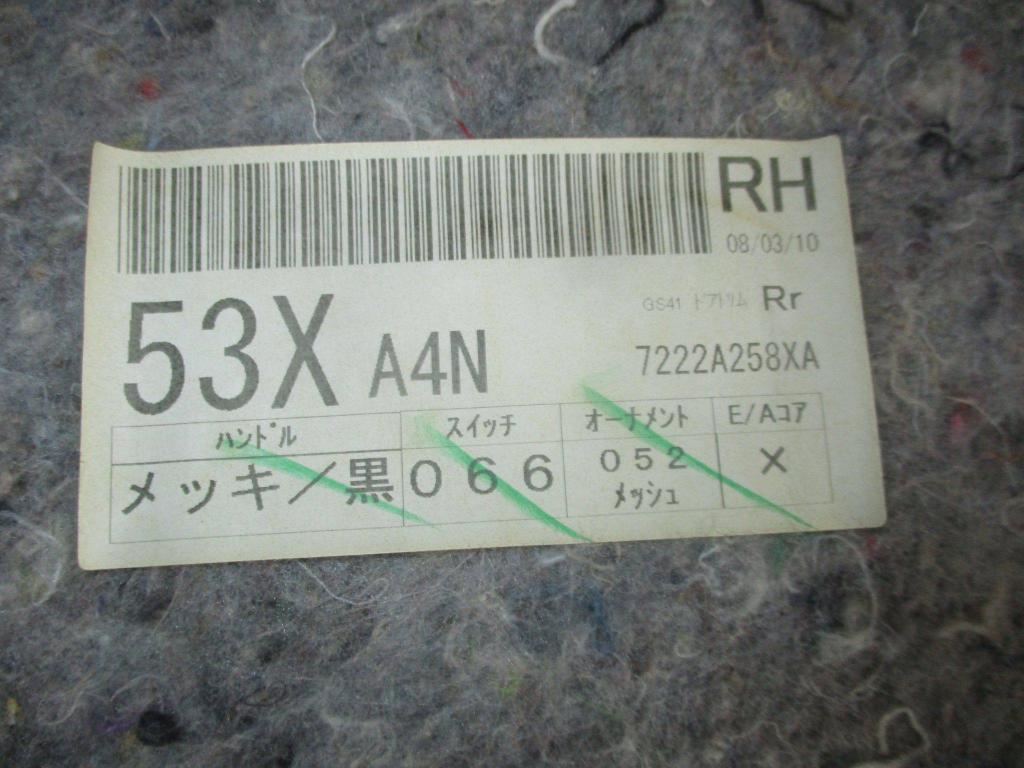 RH
08/03/10
GS41 ﾄﾞｱﾄﾘﾑ Rr
53X A4N
7222A258XA
ﾊﾝﾄﾞﾙ ｽｲｯﾁ ｵｰﾅﾒﾝﾄ E/Aｺｱ
メッキ／黒 066 052 ×
ﾒｯｼｭ